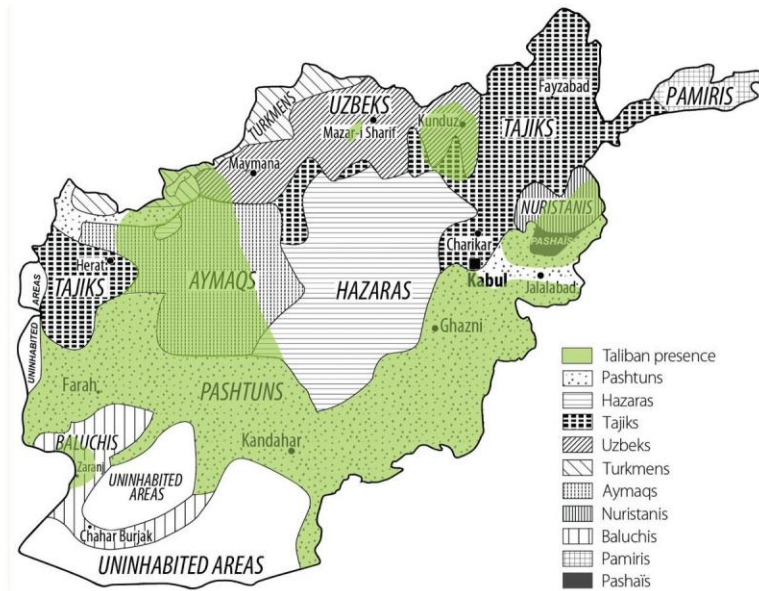 Fayzabad
PAMIRIS
TURKMENS
UZBEKS
Mazar-i Sharif
Kunduz
TAJIKS
Maymana
NURISTANIS
PASHAÏS
Charikar
Kabul
Jalalabad
Herat
TAJIKS
AYMAQS
HAZARAS
UNINHABITED
AREAS
Ghazni
Farah
PASHTUNS
Kandahar
BALUCHIS
Zaranj
UNINHABITED
AREAS
Chahar Burjak
UNINHABITED AREAS
Taliban presence
Pashtuns
Hazaras
Tajiks
Uzbeks
Turkmens
Aymaqs
Nuristanis
Baluchis
Pamiris
Pashaïs